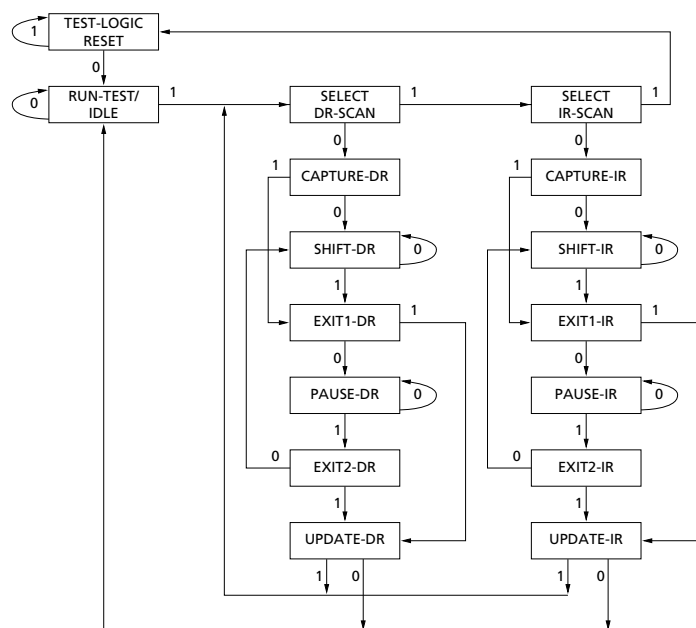 TEST-LOGIC
RESET
1
0
RUN-TEST/
IDLE
0
1
SELECT
DR-SCAN
1
SELECT
IR-SCAN
1
0
0
1
CAPTURE-DR
1
CAPTURE-IR
0
0
SHIFT-DR
0
SHIFT-IR
0
1
1
EXIT1-DR
1
EXIT1-IR
1
0
0
PAUSE-DR
0
PAUSE-IR
0
1
1
0
EXIT2-DR
0
EXIT2-IR
1
1
UPDATE-DR
UPDATE-IR
1
0
1
0